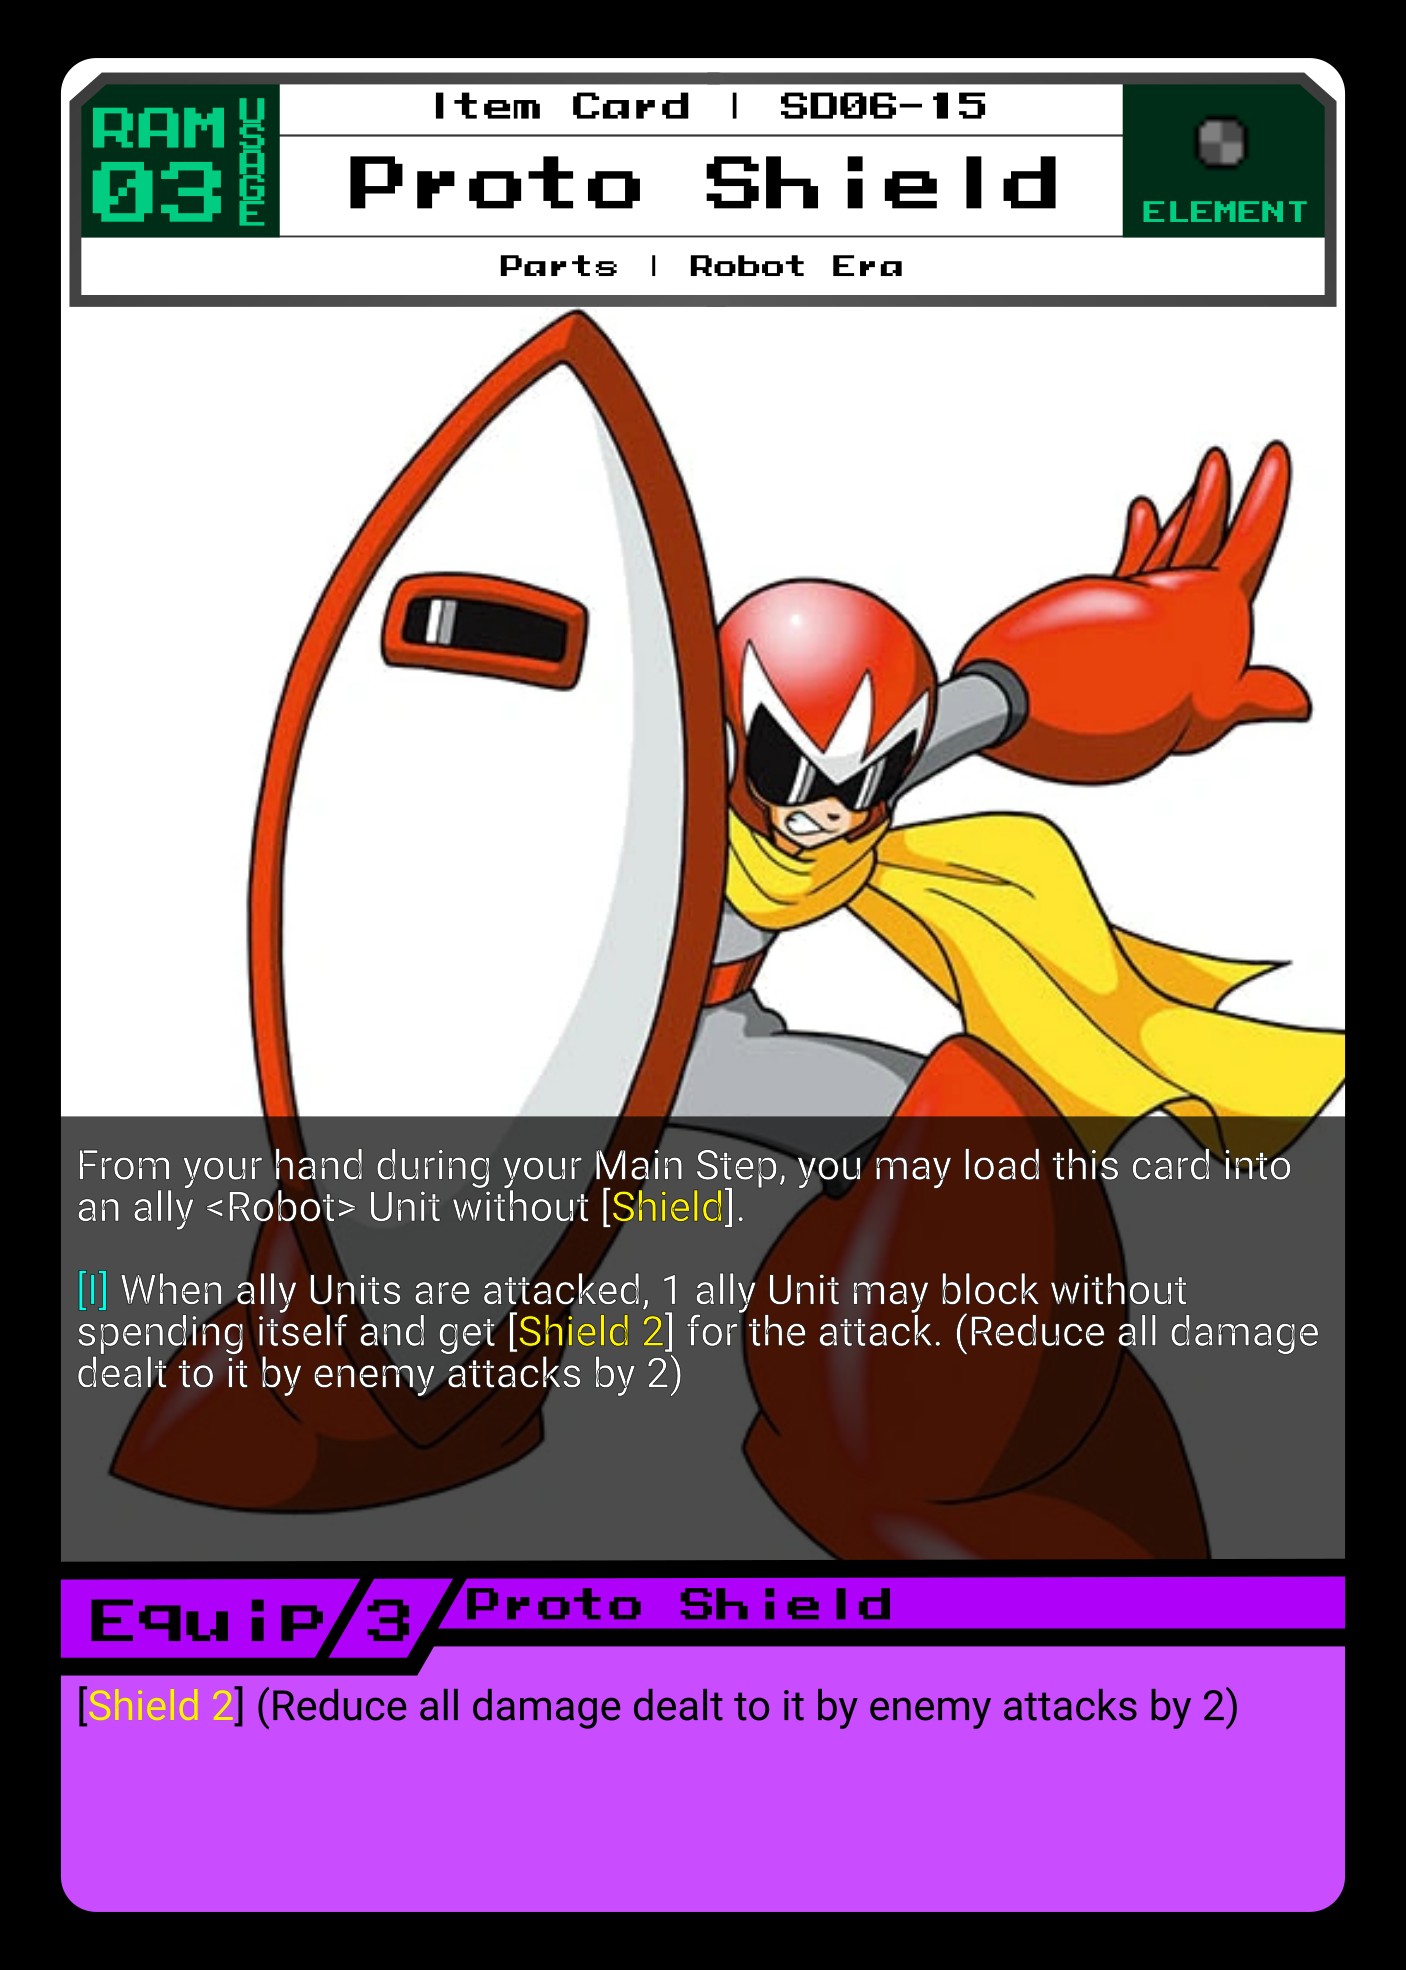 RAM
03
USAGE
Item Card | SD06-15
Proto Shield
ELEMENT
Parts | Robot Era
From your hand during your Main Step, you may load this card into
an ally <Robot> Unit without [Shield].
[I] When ally Units are attacked, 1 ally Unit may block without
spending itself and get [Shield 2] for the attack. (Reduce all damage
dealt to it by enemy attacks by 2)
Equip/3/Proto Shield
[Shield 2] (Reduce all damage dealt to it by enemy attacks by 2)